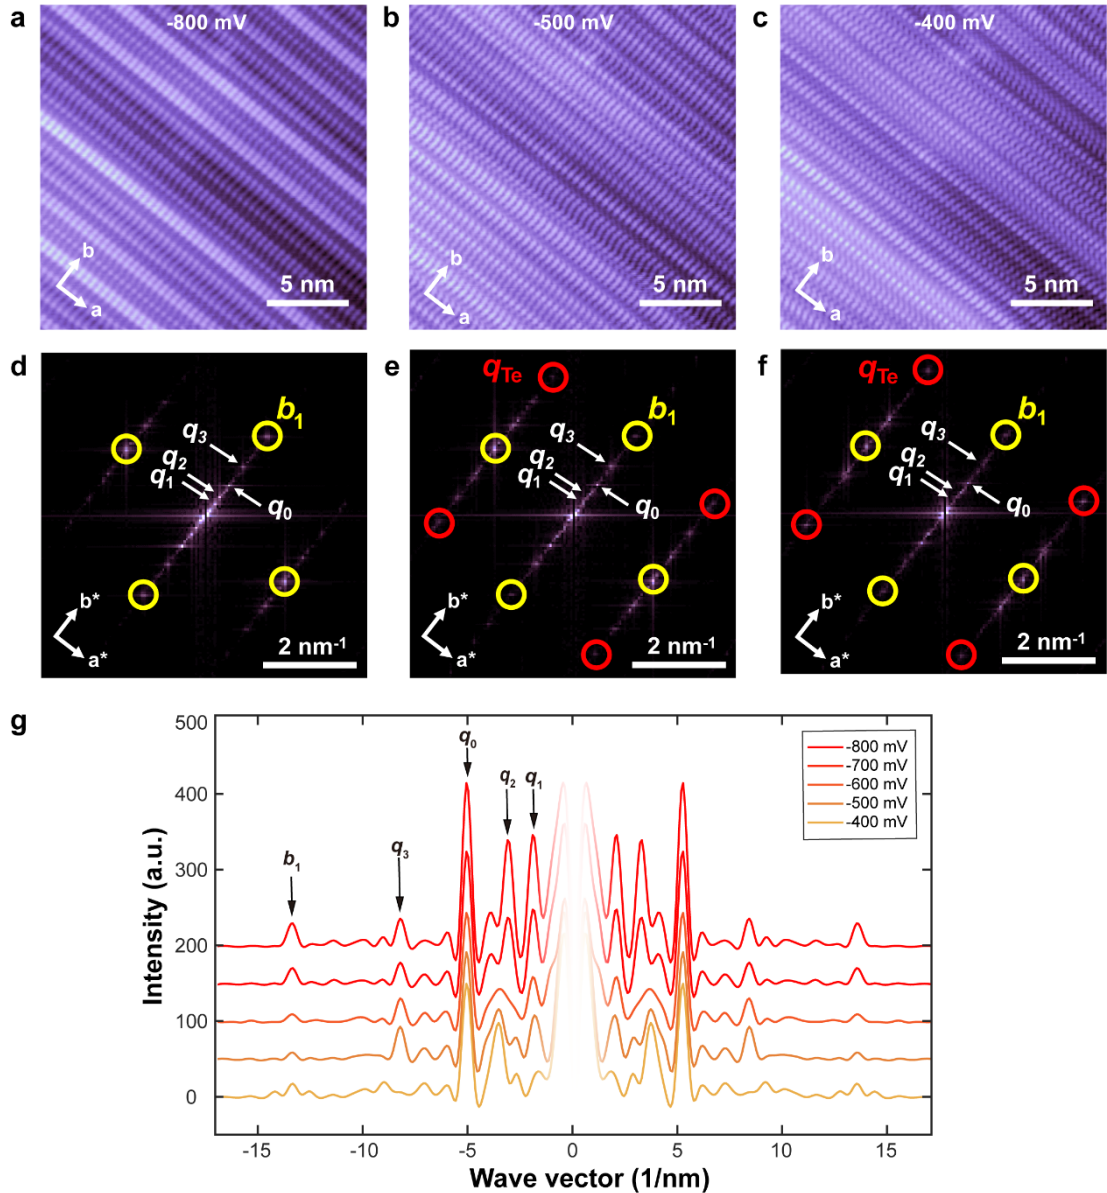 a
-800 mV
b
a
5 nm
b
-500 mV
b
a
5 nm
c
-400 mV
b
a
5 nm
d
b1
q3
q2
q1
q0
b*
a*
2 nm-1
e
qTe
b1
q3
q2
q1
q0
b*
a*
2 nm-1
f
qTe
b1
q3
q2
q1
q0
b*
a*
2 nm-1
g
500
400
300
200
100
0
Intensity (a.u.)
b1
q3
q0
q2
q1
-800 mV
-700 mV
-600 mV
-500 mV
-400 mV
-15
-10
-5
0
5
10
15
Wave vector (1/nm)